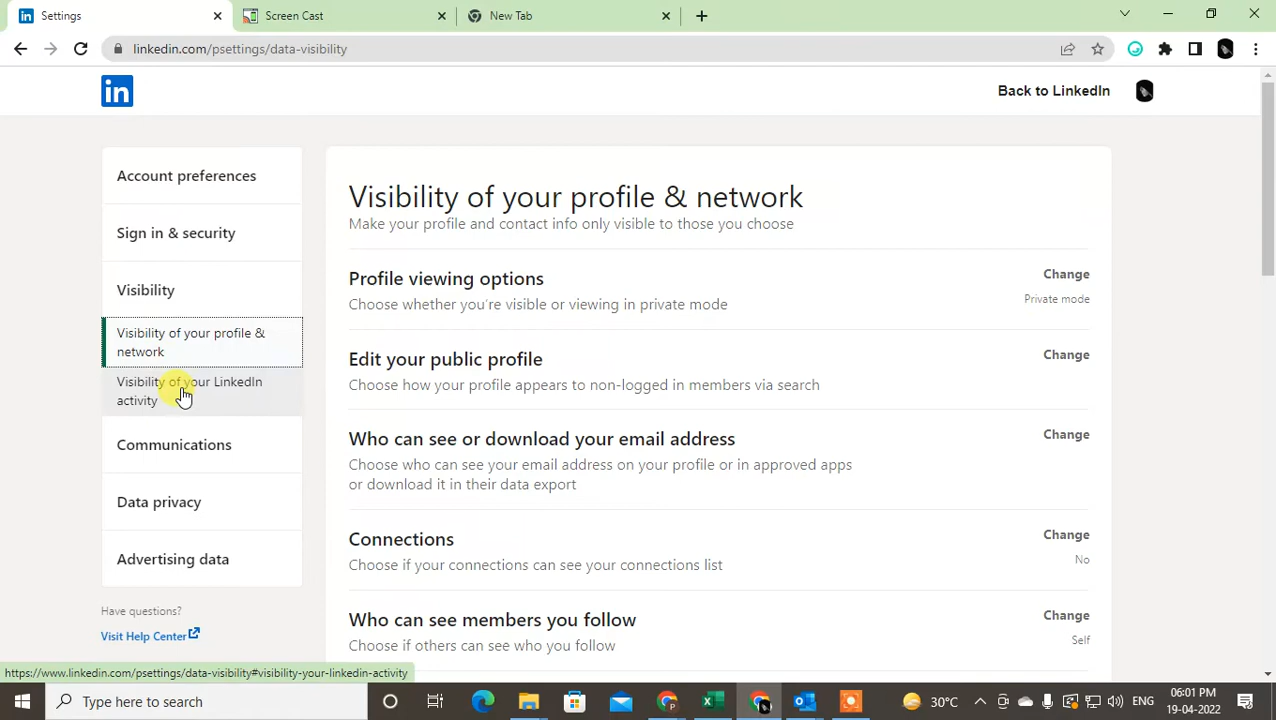 Settings
Screen Cast
New Tab
linkedin.com/psettings/data-visibility
in
Back to LinkedIn
Account preferences
Sign in & security
Visibility
Visibility of your profile &
network
Visibility of your LinkedIn
activity
Communications
Data privacy
Advertising data
Have questions?
Visit Help Center
Visibility of your profile & network
Make your profile and contact info only visible to those you choose
Profile viewing options
Change
Choose whether you're visible or viewing in private mode
Private mode
Edit your public profile
Change
Choose how your profile appears to non-logged in members via search
Who can see or download your email address
Change
Choose who can see your email address on your profile or in approved apps
or download it in their data export
Connections
Change
Choose if your connections can see your connections list
No
Who can see members you follow
Change
Choose if others can see who you follow
Self
https://www.linkedin.com/psettings/data-visibility#visibility-your-linkedin-activity
Type here to search
30°C
ENG
06:01 PM
19-04-2022